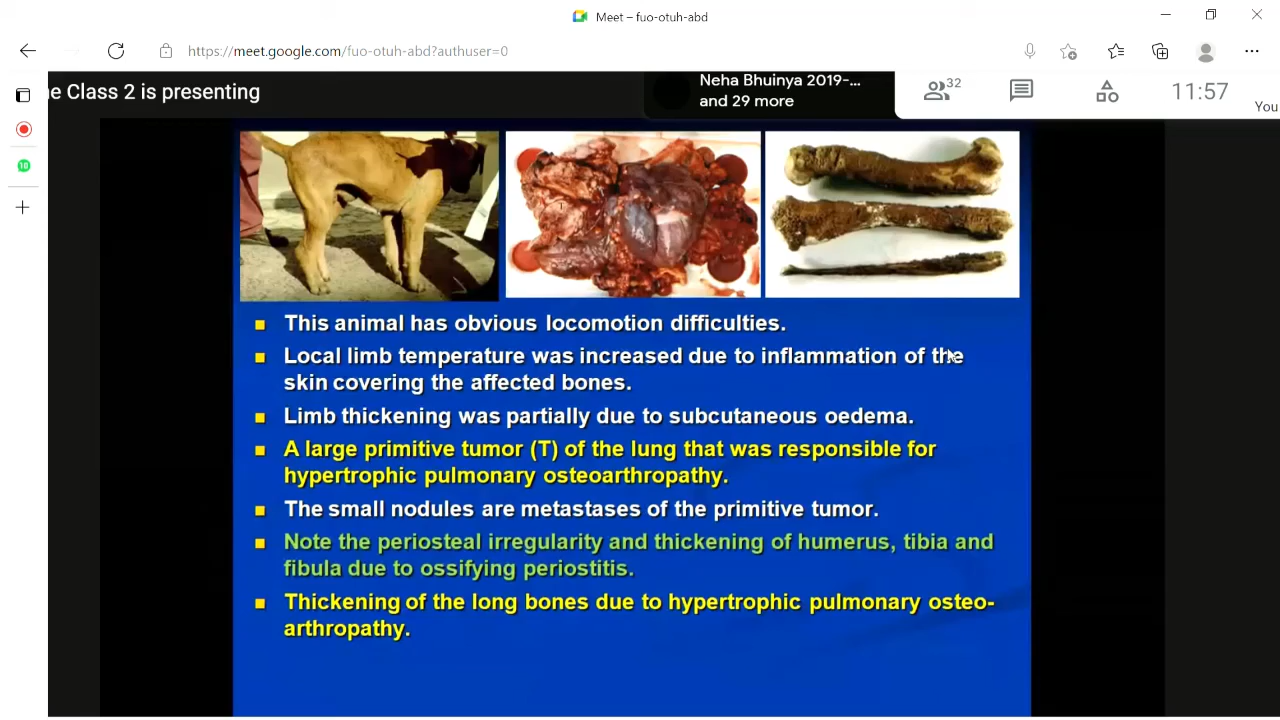 Meet – fuo-otuh-abd
https://meet.google.com/fuo-otuh-abd?authuser=0
e Class 2 is presenting
Neha Bhuinya 2019-...
and 29 more
32
11:57
You
10
This animal has obvious locomotion difficulties.
Local limb temperature was increased due to inflammation of the
skin covering the affected bones.
Limb thickening was partially due to subcutaneous oedema.
A large primitive tumor (T) of the lung that was responsible for
hypertrophic pulmonary osteoarthropathy.
The small nodules are metastases of the primitive tumor.
Note the periosteal irregularity and thickening of humerus, tibia and
fibula due to ossifying periostitis.
Thickening of the long bones due to hypertrophic pulmonary osteo-
arthropathy.